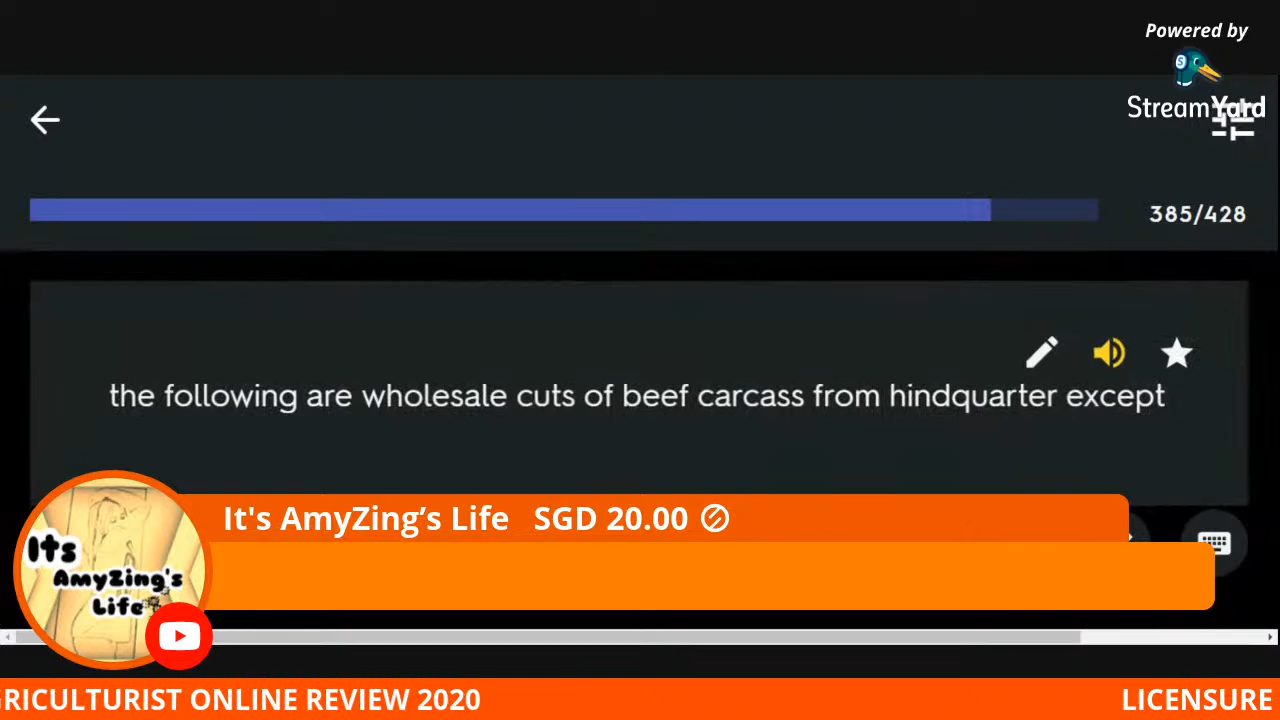 Powered by
StreamYard
385/428
the following are wholesale cuts of beef carcass from hindquarter except
It's AmyZing’s Life SGD 20.00
Its
AmyZing's
Life
GRICULTURIST ONLINE REVIEW 2020 LICENSURE